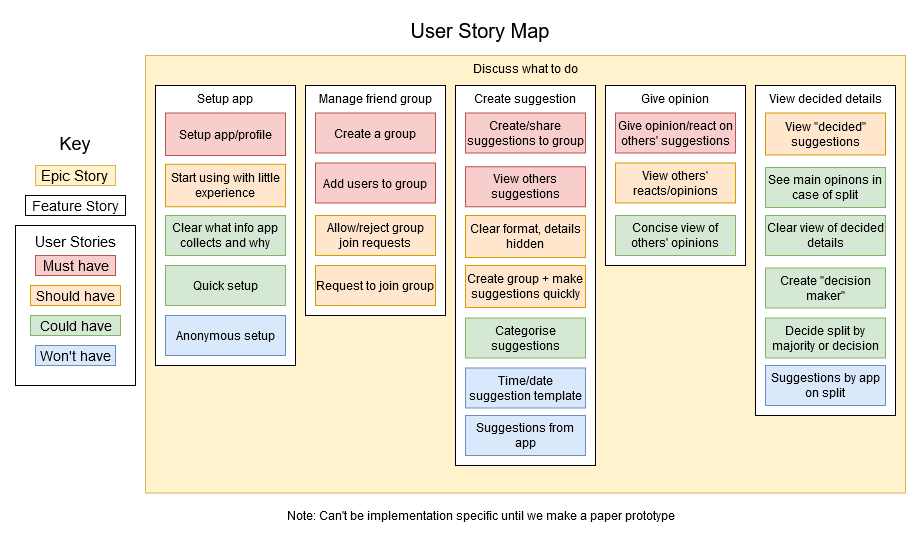 User Story Map
Discuss what to do
Key
Epic Story
Feature Story
User Stories
Must have
Should have
Could have
Won't have
Setup app
Setup app/profile
Start using with little
experience
Clear what info app
collects and why
Quick setup
Anonymous setup
Manage friend group
Create a group
Add users to group
Allow/reject group
join requests
Request to join group
Create suggestion
Create/share
suggestions to group
View others
suggestions
Clear format, details
hidden
Create group + make
suggestions quickly
Categorise
suggestions
Time/date
suggestion template
Suggestions from
app
Give opinion
Give opinion/react on
others' suggestions
View others'
reacts/opinions
Concise view of
others' opinions
View decided details
View "decided"
suggestions
See main opinons in
case of split
Clear view of decided
details
Create "decision
maker"
Decide split by
majority or decision
Suggestions by app
on split
Note: Can't be implementation specific until we make a paper prototype